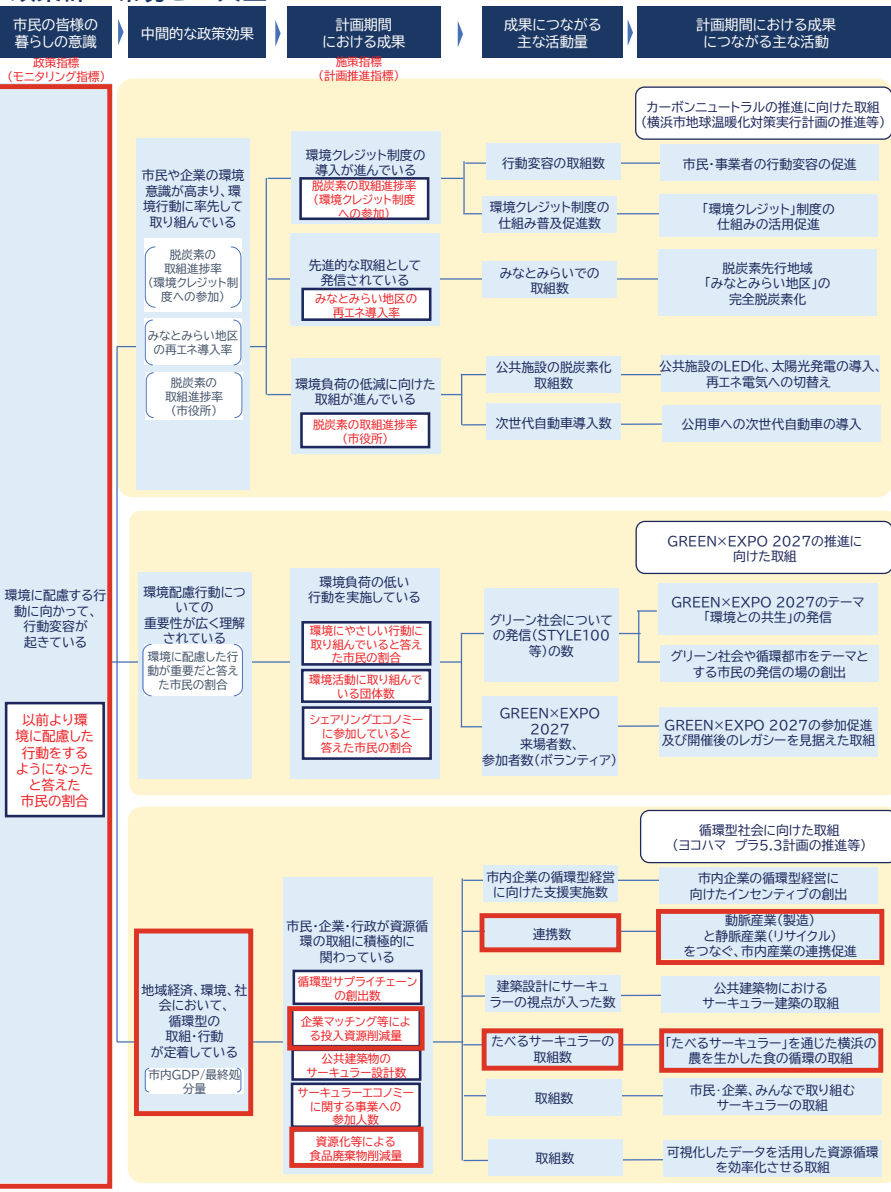 市民の皆様の
暮らしの意識
中間的な政策効果
計画期間
における成果
成果につながる
主な活動量
計画期間における成果
につながる主な活動
政策指標
(モニタリング指標)
施策指標
(計画推進指標)
環境に配慮する行
動に向かって、
行動変容が
起きている
以前より環
境に配慮した
行動をする
ようになった
と答えた
市民の割合
カーボンニュートラルの推進に向けた取組
(横浜市地球温暖化対策実行計画の推進等)
市民や企業の環境
意識が高まり、環
境行動に率先して
取り組んでいる
脱炭素の
取組進捗率
(環境クレジット制
度への参加)
みなとみらい地区
の再エネ導入率
脱炭素の
取組進捗率
(市役所)
環境クレジット制度の
導入が進んでいる
脱炭素の取組進捗率
(環境クレジット制度
への参加)
先進的な取組として
発信されている
みなとみらい地区の
再エネ導入率
環境負荷の低減に向けた
取組が進んでいる
脱炭素の取組進捗率
(市役所)
行動変容の取組数
環境クレジット制度の
仕組み普及促進数
みなとみらいでの
取組数
公共施設の脱炭素化
取組数
次世代自動車導入数
市民・事業者の行動変容の促進
「環境クレジット」制度の
仕組みの活用促進
脱炭素先行地域
「みなとみらい地区」の
完全脱炭素化
公共施設のLED化、太陽光発電の導入、
再エネ電気への切替え
公用車への次世代自動車の導入
GREEN×EXPO 2027の推進に
向けた取組
環境配慮行動につ
いての
重要性が広く理解
されている
環境に配慮した行
動が重要だと答え
た市民の割合
環境負荷の低い
行動を実施している
環境にやさしい行動に
取り組んでいると答え
た市民の割合
環境活動に取り組んで
いる団体数
シェアリングエコノミー
に参加していると
答えた市民の割合
グリーン社会について
の発信(STYLE100
等)の数
GREEN×EXPO
2027
来場者数、
参加者数(ボランティア)
GREEN×EXPO 2027のテーマ
「環境との共生」の発信
グリーン社会や循環都市をテーマと
する市民の発信の場の創出
GREEN×EXPO 2027の参加促進
及び開催後のレガシーを見据えた取組
循環型社会に向けた取組
(ヨコハマ プラ5.3計画の推進等)
地域経済、環境、社
会において、
循環型の
取組・行動
が定着している
市内GDP/最終処
分量
市民・企業・行政が資源循
環の取組に積極的に
関わっている
循環型サプライチェーン
の創出数
企業マッチング等によ
る投入資源削減量
公共建築物の
サーキュラー設計数
サーキュラーエコノミー
に関する事業への
参加人数
資源化等による
食品廃棄物削減量
市内企業の循環型経営
に向けた支援実施数
連携数
建築設計にサーキュ
ラーの視点が入った数
たべるサーキュラーの
取組数
取組数
取組数
市内企業の循環型経営に
向けたインセンティブの創出
動脈産業(製造)
と静脈産業(リサイクル)
をつなぐ、市内産業の連携促進
公共建築物における
サーキュラー建築の取組
「たべるサーキュラー」を通じた横浜の
農を生かした食の循環の取組
市民・企業、みんなで取り組む
サーキュラーの取組
可視化したデータを活用した資源循環
を効率化させる取組